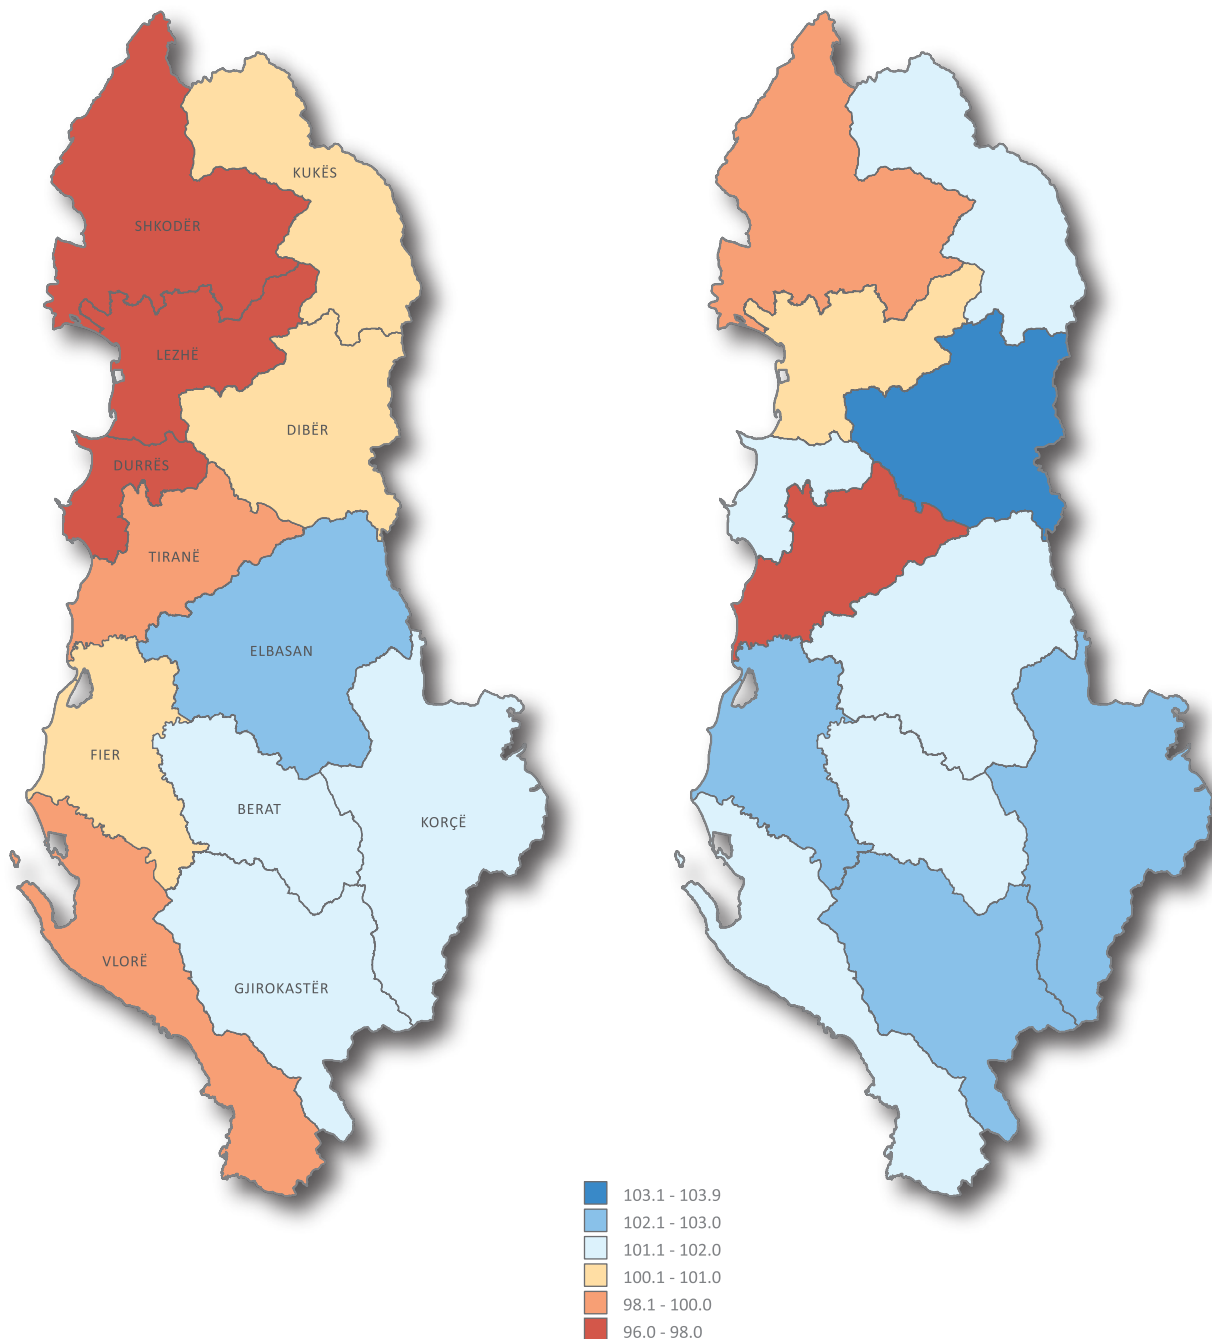 KUKËS
SHKODËR
LEZHË
DIBËR
DURRËS
TIRANË
ELBASAN
FIER
BERAT
KORÇË
VLORË
GJIROKASTËR
103.1 - 103.9
102.1 - 103.0
101.1 - 102.0
100.1 - 101.0
98.1 - 100.0
96.0 - 98.0